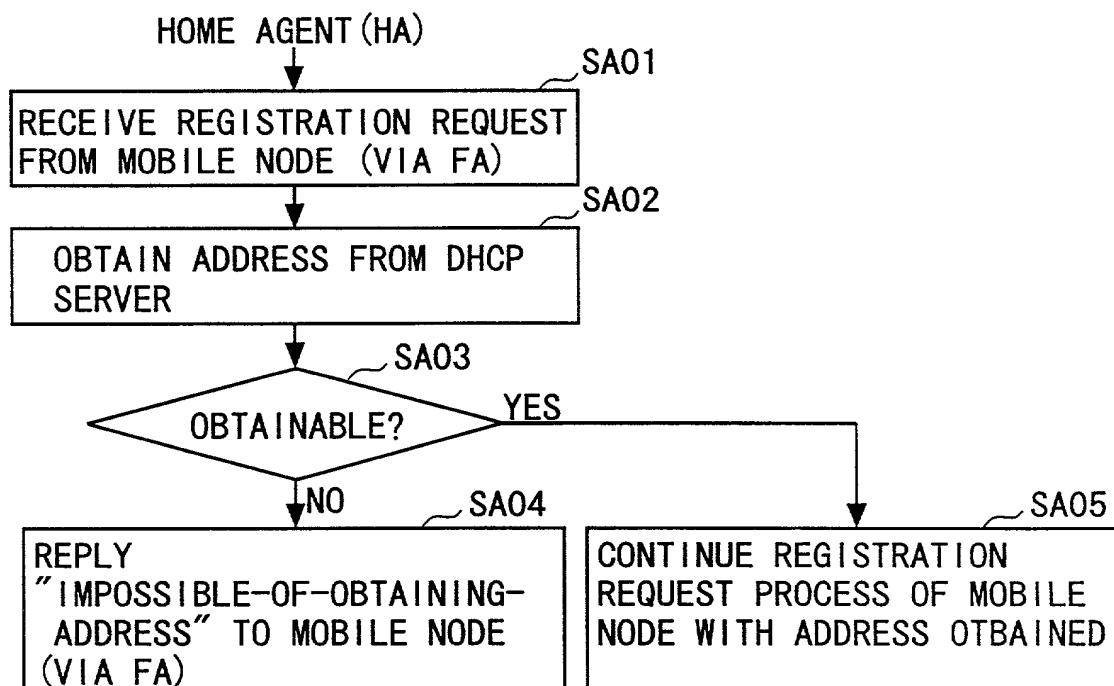 HOME AGENT(HA)
SA01
RECEIVE REGISTRATION REQUEST
FROM MOBILE NODE (VIA FA)
SA02
OBTAIN ADDRESS FROM DHCP
SERVER
SA03
OBTAINABLE?
YES
NO
SA04
REPLY
"IMPOSSIBLE-OF-OBTAINING-
ADDRESS" TO MOBILE NODE
(VIA FA)
SA05
CONTINUE REGISTRATION
REQUEST PROCESS OF MOBILE
NODE WITH ADDRESS OTBAINED